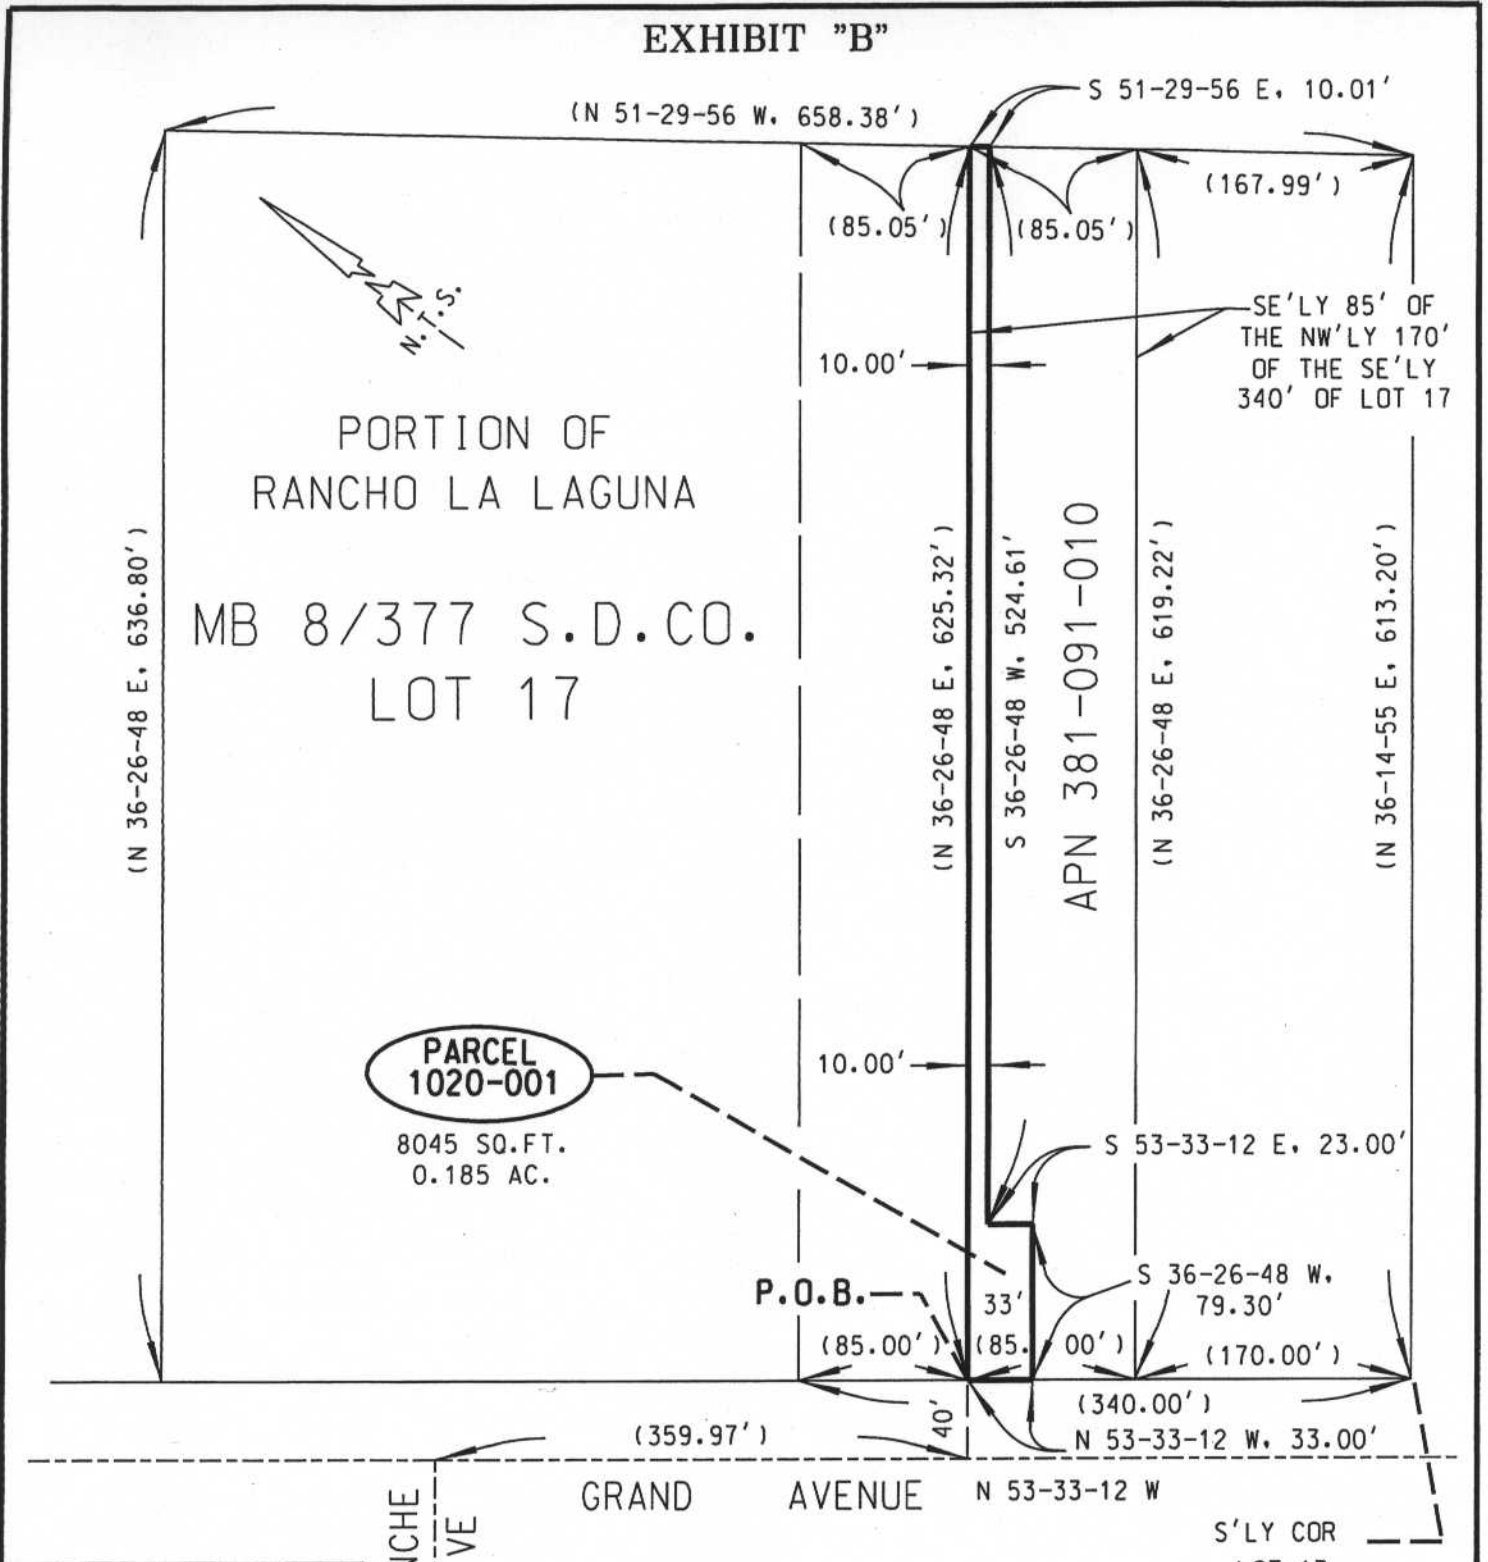 EXHIBIT "B"
S 51-29-56 E, 10.01'
(N 51-29-56 W, 658.38')
(167.99')
(85.05')
(85.05')
N.T.S.
SE'LY 85' OF
THE NW'LY 170'
OF THE SE'LY
340' OF LOT 17
10.00'
PORTION OF
RANCHO LA LAGUNA
MB 8/377 S.D.CO.
LOT 17
(N 36-26-48 E, 636.80')
(N 36-26-48 E, 625.32')
S 36-26-48 W, 524.61'
APN 381-091-010
(N 36-26-48 E, 619.22')
(N 36-14-55 E, 613.20')
PARCEL
1020-001
8045 SQ.FT.
0.185 AC.
10.00'
S 53-33-12 E, 23.00'
S 36-26-48 W,
79.30'
P.O.B.
33'
(85.00')
(85.00')
(170.00')
(340.00')
40'
(359.97')
N 53-33-12 W, 33.00'
GRAND AVENUE
N 53-33-12 W
NCHE
VE
S'LY COR